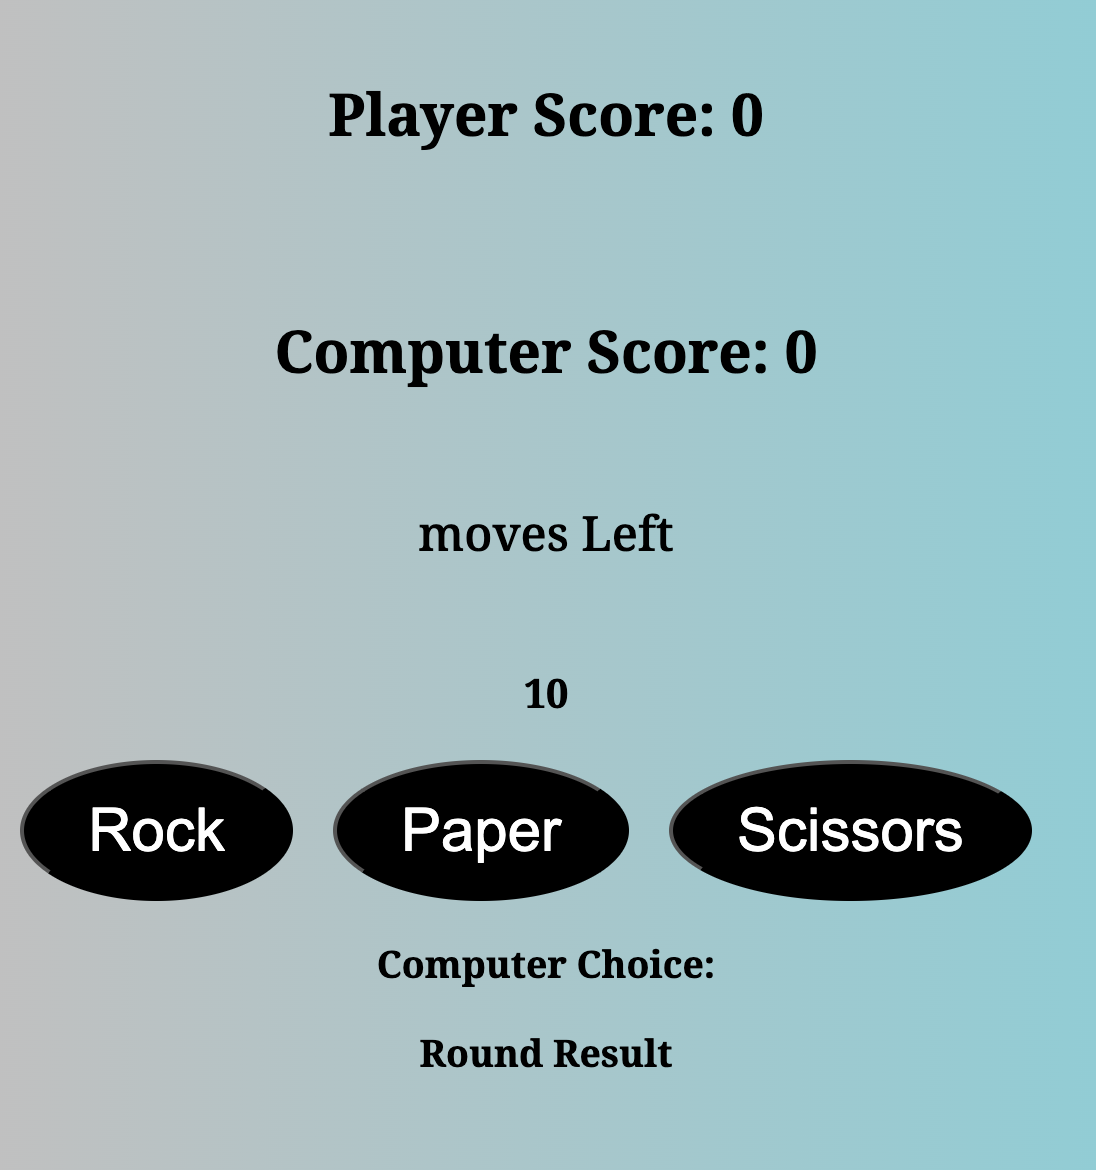 Player Score: 0
Computer Score: 0
moves Left
10
Rock Paper Scissors
Computer Choice:
Round Result